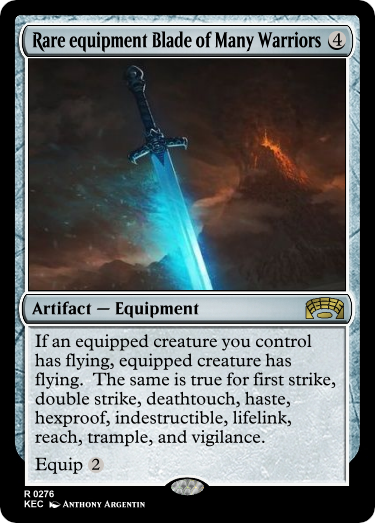 Rare equipment Blade of Many Warriors 4
Artifact — Equipment
If an equipped creature you control
has flying, equipped creature has
flying.  The same is true for first strike,
double strike, deathtouch, haste,
hexproof, indestructible, lifelink,
reach, trample, and vigilance.
Equip 2
R 0276
KEC Anthony Argentin